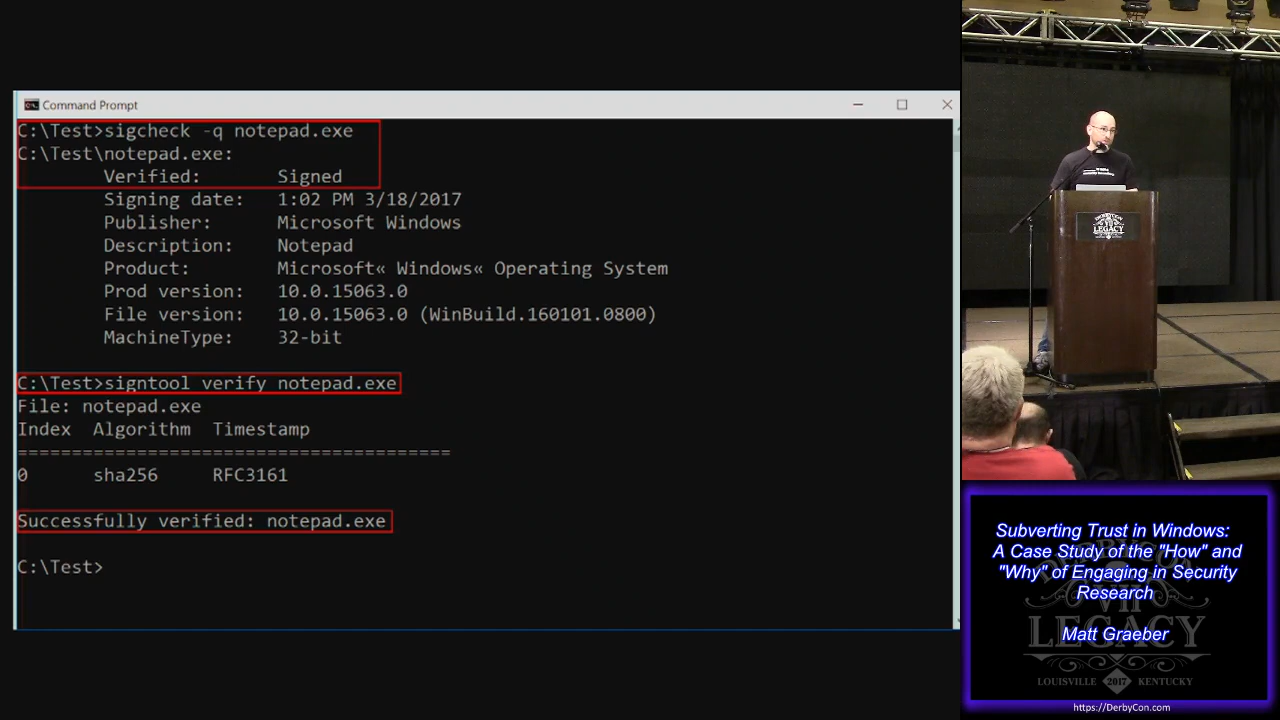 Command Prompt
C:\Test>sigcheck -q notepad.exe
C:\Test\notepad.exe:
Verified: Signed
Signing date: 1:02 PM 3/18/2017
Publisher: Microsoft Windows
Description: Notepad
Product: Microsoft« Windows« Operating System
Prod version: 10.0.15063.0
File version: 10.0.15063.0 (WinBuild.160101.0800)
MachineType: 32-bit
C:\Test>signtool verify notepad.exe
File: notepad.exe
Index Algorithm Timestamp
========================================
0 sha256 RFC3161
Successfully verified: notepad.exe
C:\Test>
DERBYCON
LEGACY
Subverting Trust in Windows:
A Case Study of the "How" and
"Why" of Engaging in Security
Research
Matt Graeber
DERBYCON
VII
LEGACY
LOUISVILLE 2017 KENTUCKY
https://DerbyCon.com